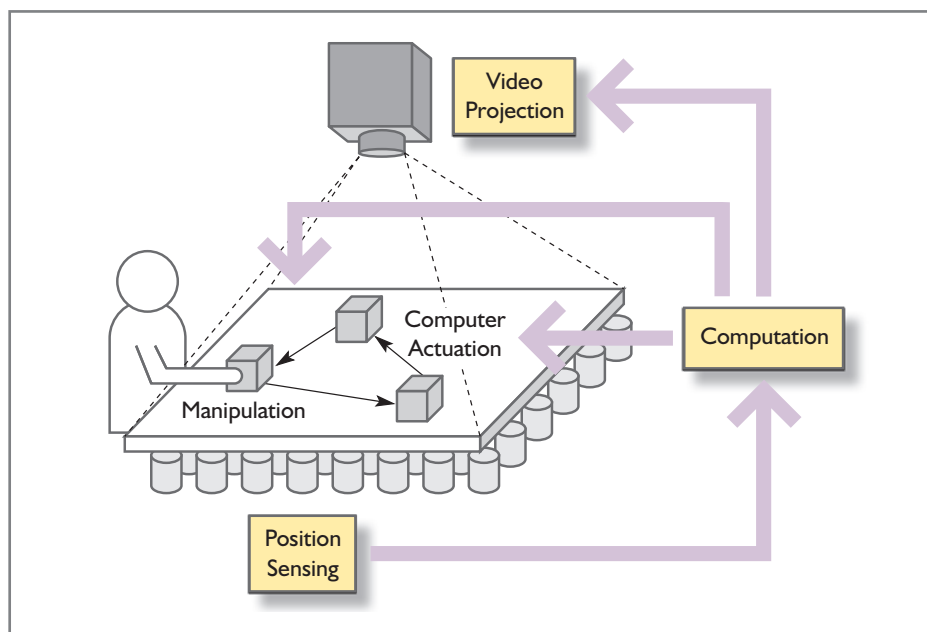 Video
Projection
Computer
Actuation
Computation
Manipulation
Position
Sensing